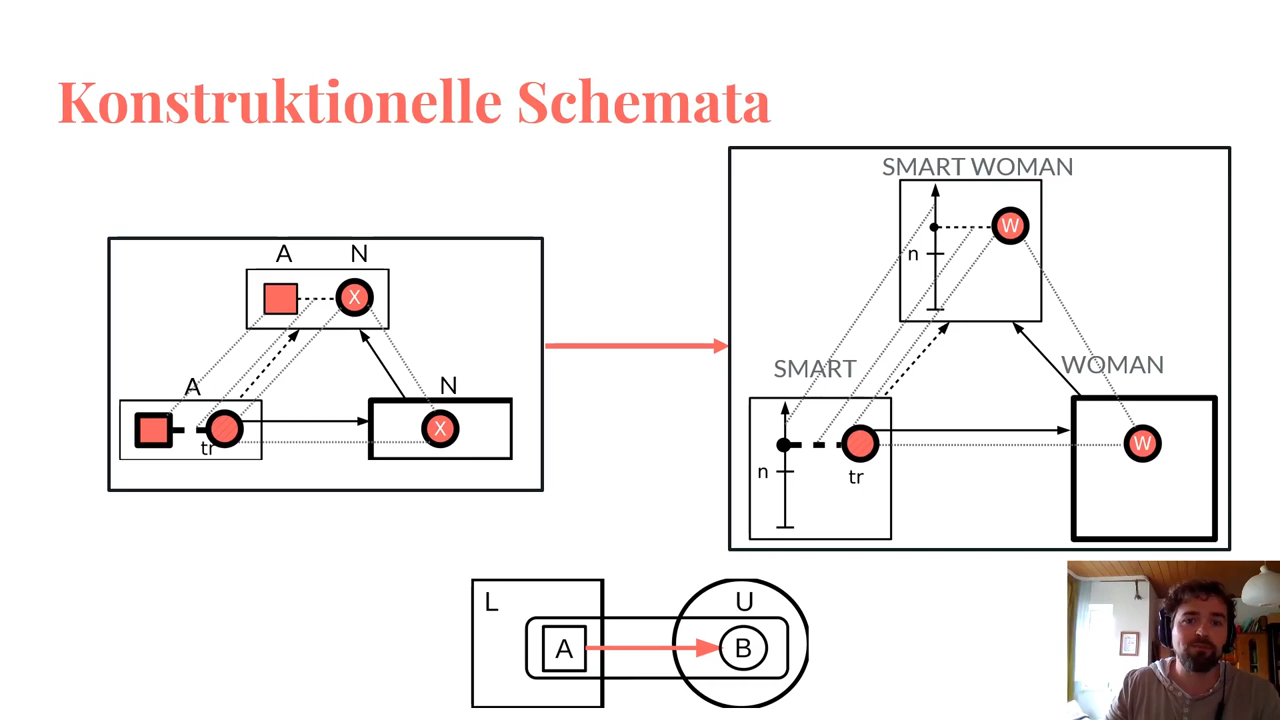 Konstruktionelle Schemata
A N
X
A
tr
N
X
SMART WOMAN
n
W
SMART
n
tr
WOMAN
W
L
A
U
B